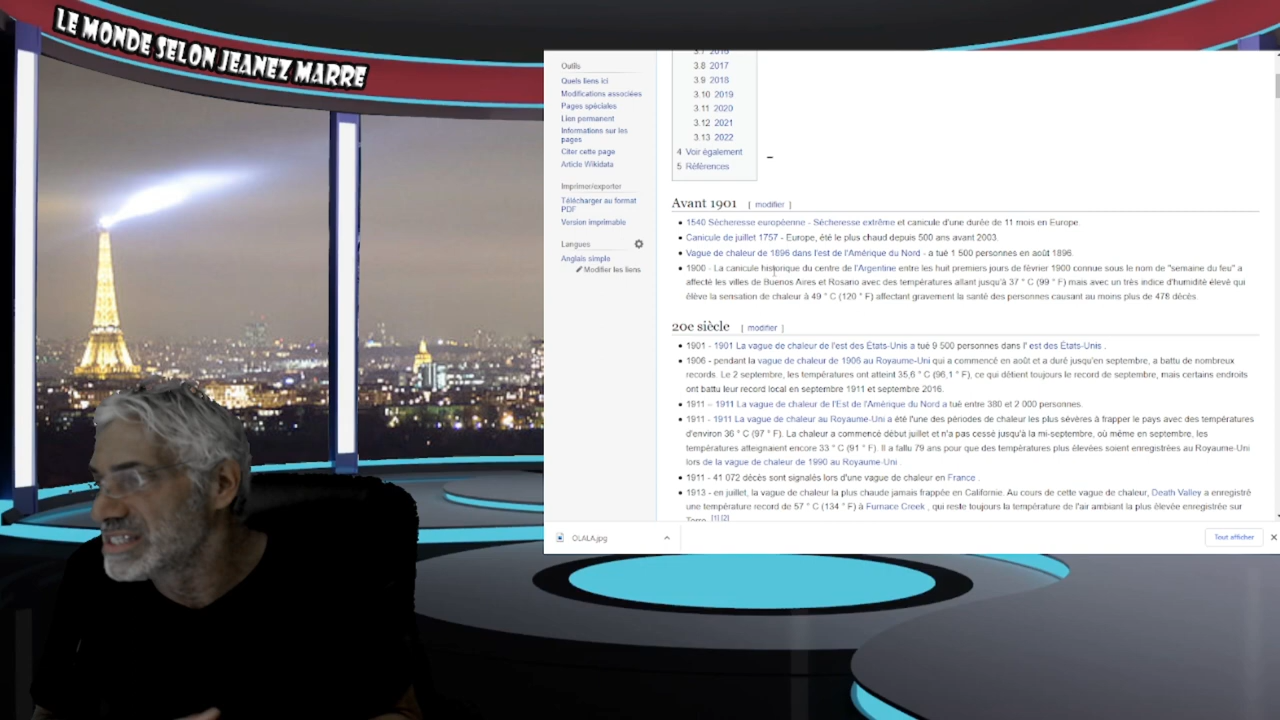 LE MONDE SELON JEANEZ MARRE
Outils
Quels liens ici
Modifications associées
Pages spéciales
Lien permanent
Informations sur les
pages
Citer cette page
Article Wikidata
Imprimer/exporter
Télécharger au format
PDF
Version imprimable
Langues
Anglais simple
Modifier les liens
3.7 2016
3.8 2017
3.9 2018
3.10 2019
3.11 2020
3.12 2021
3.13 2022
4 Voir également
5 Références
Avant 1901 [ modifier ]
1540 Sécheresse européenne - Sécheresse extrême et canicule d'une durée de 11 mois en Europe
Canicule de juillet 1757 - Europe, été le plus chaud depuis 500 ans avant 2003.
Vague de chaleur de 1896 dans l'est de l'Amérique du Nord - a tué 1 500 personnes en août 1896.
1900 - La canicule historique du centre de l'Argentine entre les huit premiers jours de février 1900 connue sous le nom de "semaine du feu" a
affecté les villes de Buenos Aires et Rosario avec des températures allant jusqu'à 37 ° C (99 ° F) mais avec un très indice d'humidité élevé qui
élève la sensation de chaleur à 49 ° C (120 ° F) affectant gravement la santé des personnes causant au moins plus de 478 décès.
20e siècle [ modifier ]
1901 - 1901 La vague de chaleur de l'est des États-Unis a tué 9 500 personnes dans l' est des États-Unis .
1906 - pendant la vague de chaleur de 1906 au Royaume-Uni qui a commencé en août et a duré jusqu'en septembre, a battu de nombreux
records. Le 2 septembre, les températures ont atteint 35,6 ° C (96,1 ° F), ce qui détient toujours le record de septembre, mais certains endroits
ont battu leur record local en septembre 1911 et septembre 2016.
1911 – 1911 La vague de chaleur de l'Est de l'Amérique du Nord a tué entre 380 et 2 000 personnes.
1911 - 1911 La vague de chaleur au Royaume-Uni a été l'une des périodes de chaleur les plus sévères à frapper le pays avec des températures
d'environ 36 ° C (97 ° F). La chaleur a commencé début juillet et n'a pas cessé jusqu'à la mi-septembre, où même en septembre, les
températures atteignaient encore 33 ° C (91 ° F). Il a fallu 79 ans pour que des températures plus élevées soient enregistrées au Royaume-Uni
lors de la vague de chaleur de 1990 au Royaume-Uni .
1911 - 41 072 décès sont signalés lors d'une vague de chaleur en France .
1913 - en juillet, la vague de chaleur la plus chaude jamais frappée en Californie. Au cours de cette vague de chaleur, Death Valley a enregistré
une température record de 57 ° C (134 ° F) à Furnace Creek , qui reste toujours la température de l'air ambiant la plus élevée enregistrée sur
Terre. [1] [2]
OLALA.jpg
Tout afficher